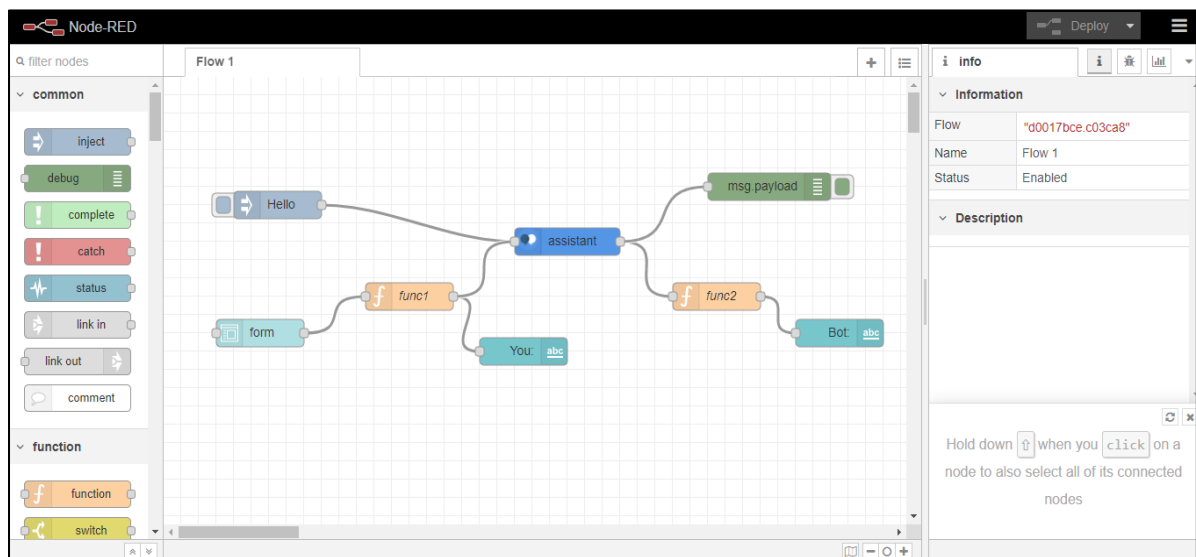 Node-RED
Deploy
filter nodes
Flow 1
i info
i
common
Information
inject
Flow "d0017bce.c03ca8"
debug
Name Flow 1
msg.payload
Status Enabled
complete
Hello
Description
catch
assistant
status
func1
func2
link in
form
Bot: abc
You: abc
link out
comment
function
Hold down ⇧ when you click on a
node to also select all of its connected
nodes
f function
switch